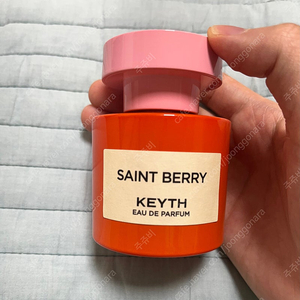 SAINT BERRY
KEYTH
EAU DE PARFUM